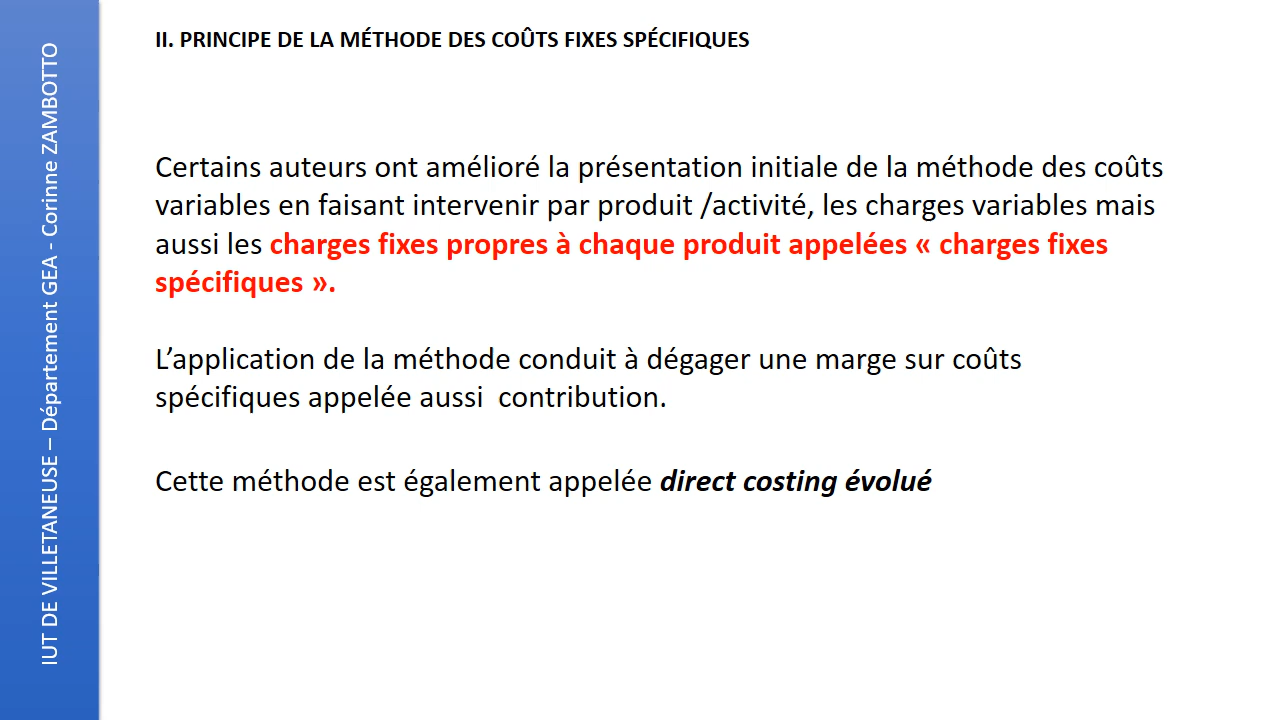 II. PRINCIPE DE LA MÉTHODE DES COÛTS FIXES SPÉCIFIQUES
Certains auteurs ont amélioré la présentation initiale de la méthode des coûts
variables en faisant intervenir par produit /activité, les charges variables mais
aussi les charges fixes propres à chaque produit appelées « charges fixes
spécifiques ».
L’application de la méthode conduit à dégager une marge sur coûts
spécifiques appelée aussi  contribution.
Cette méthode est également appelée direct costing évolué
IUT DE VILLETANEUSE – Département GEA - Corinne ZAMBOTTO